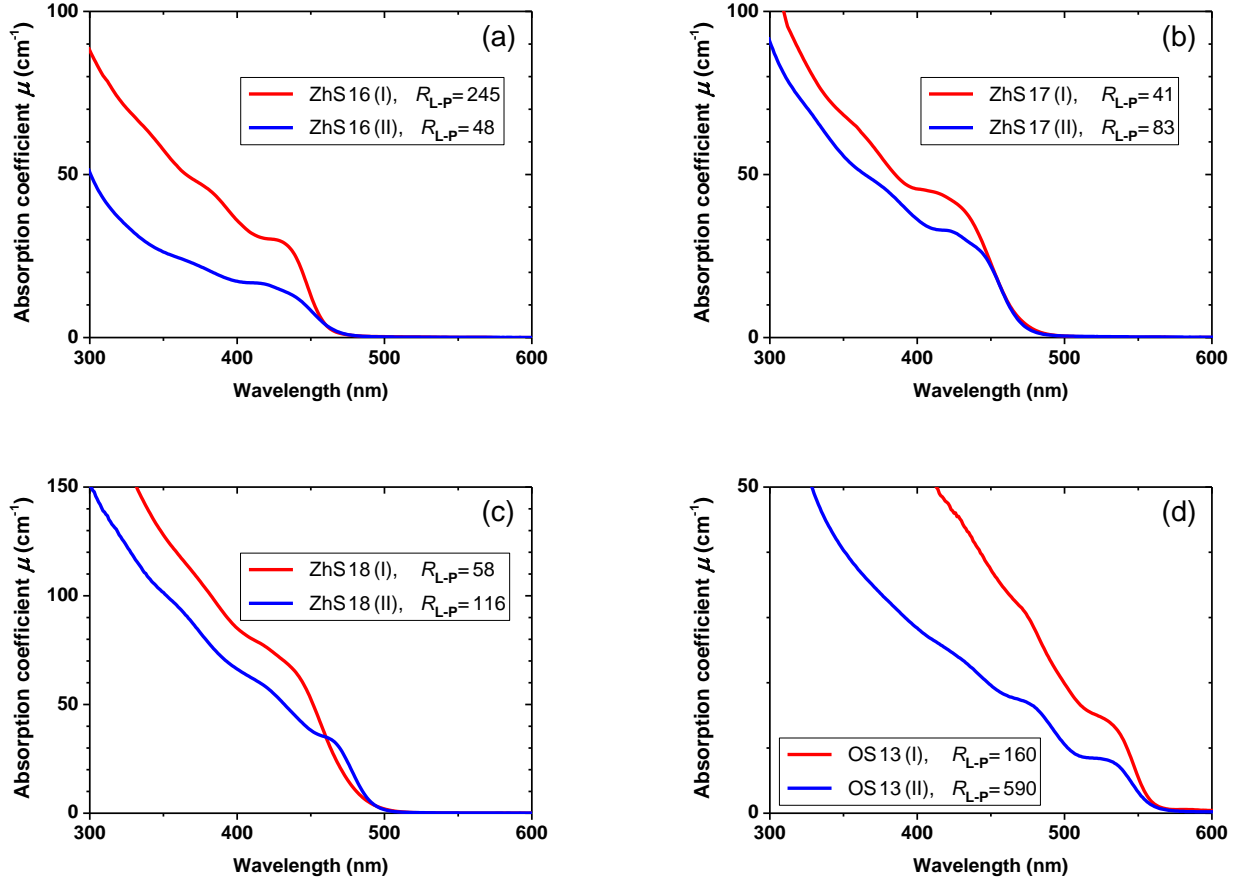 (a)
Absorption coefficient μ (cm⁻¹)
100
50
0
ZhS 16 (I), R_L-P = 245
ZhS 16 (II), R_L-P = 48
300 400 500 600
Wavelength (nm)
(b)
Absorption coefficient μ (cm⁻¹)
100
50
0
ZhS 17 (I), R_L-P = 41
ZhS 17 (II), R_L-P = 83
300 400 500 600
Wavelength (nm)
(c)
Absorption coefficient μ (cm⁻¹)
150
100
50
0
ZhS 18 (I), R_L-P = 58
ZhS 18 (II), R_L-P = 116
300 400 500 600
Wavelength (nm)
(d)
Absorption coefficient μ (cm⁻¹)
50
0
OS 13 (I), R_L-P = 160
OS 13 (II), R_L-P = 590
300 400 500 600
Wavelength (nm)